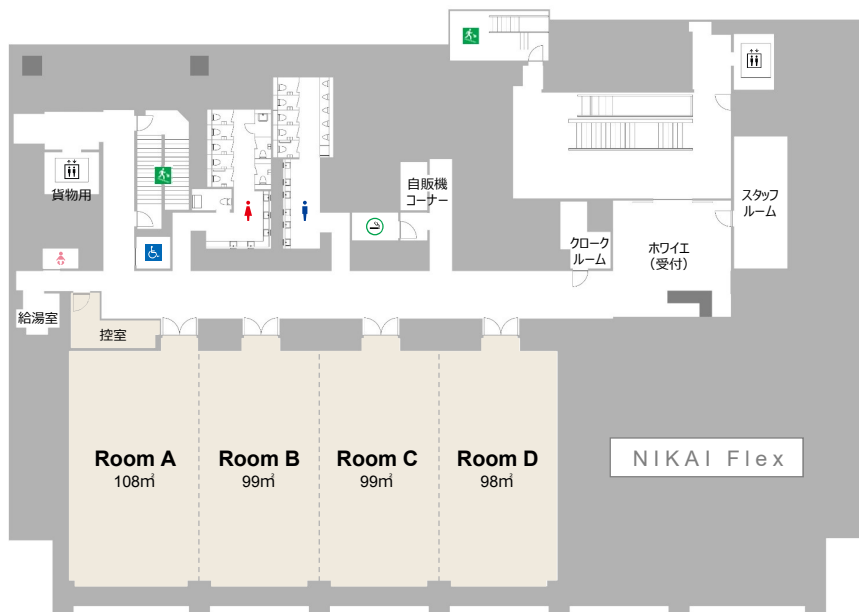 貨物用
自販機
コーナー
スタッフ
ルーム
クローク
ルーム
ホワイエ
（受付）
給湯室
控室
Room A
108㎡
Room B
99㎡
Room C
99㎡
Room D
98㎡
NIKAI Flex